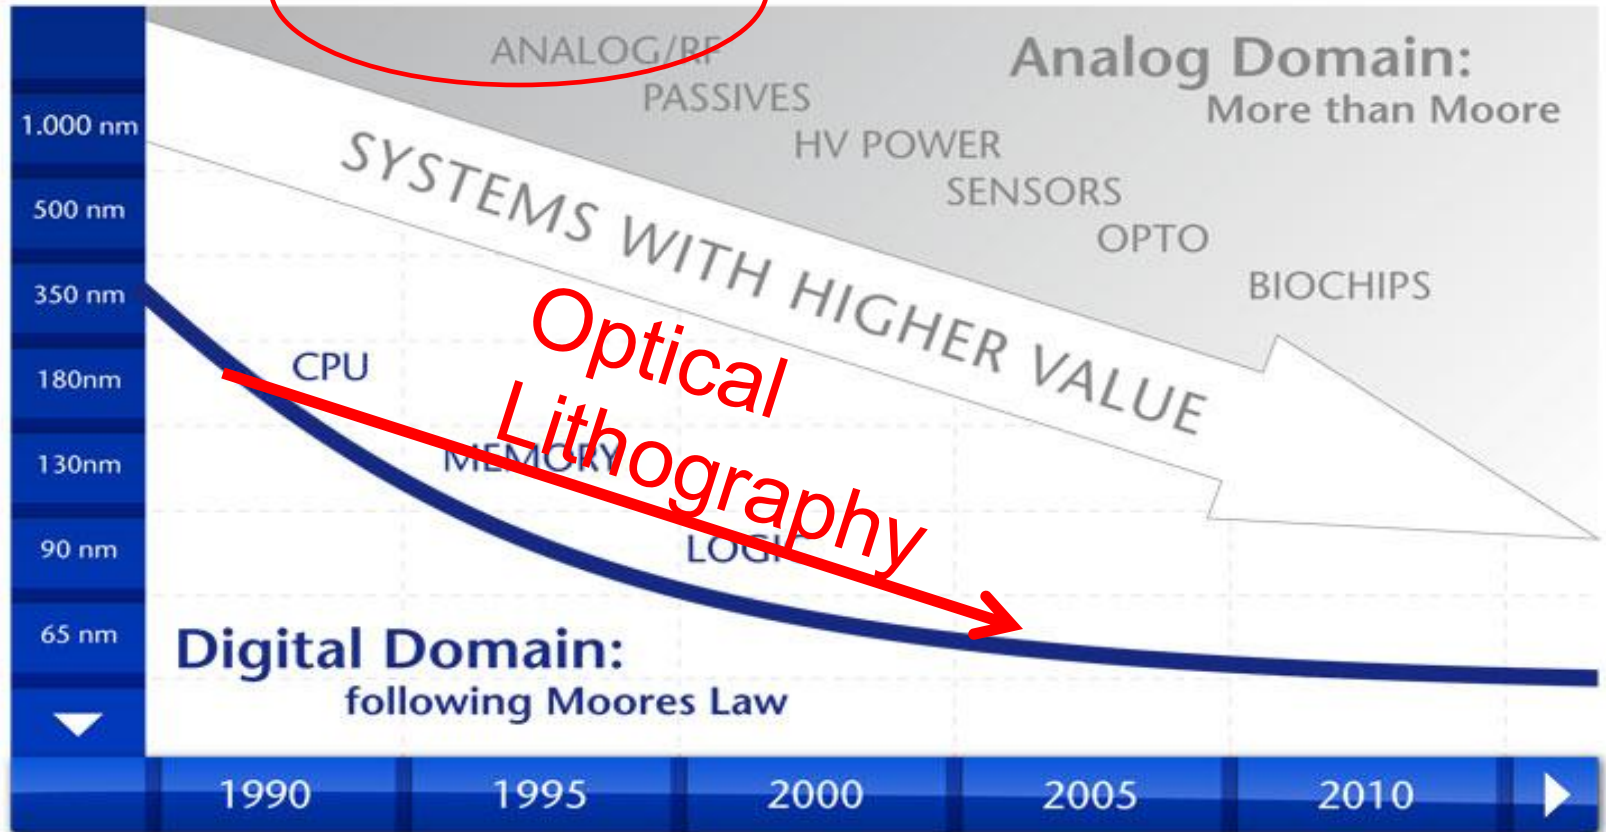 ANALOG/RF
PASSIVES
HV POWER
SENSORS
OPTO
BIOCHIPS
Analog Domain:
More than Moore
SYSTEMS WITH HIGHER VALUE
1.000 nm
500 nm
350 nm
180nm
130nm
90 nm
65 nm
CPU
MEMORY
LOGIC
Optical
Lithography
Digital Domain:
following Moores Law
1990
1995
2000
2005
2010